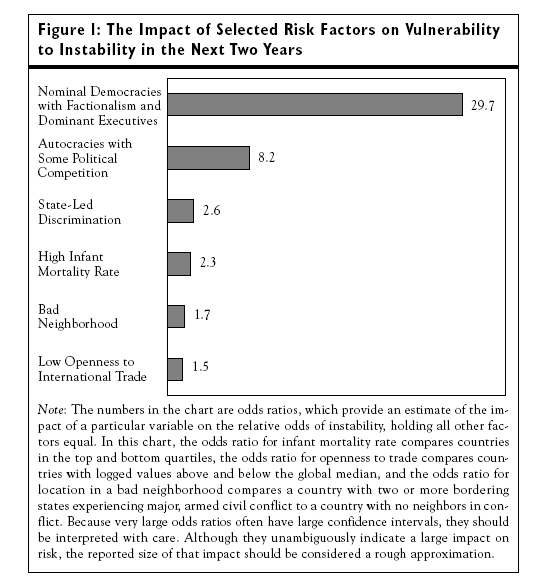 Figure 1: The Impact of Selected Risk Factors on Vulnerability
to Instability in the Next Two Years
Nominal Democracies
with Factionalism and
Dominant Executives
29.7
Autocracies with
Some Political
Competition
8.2
State-Led
Discrimination
2.6
High Infant
Mortality Rate
2.3
Bad
Neighborhood
1.7
Low Openness to
International Trade
1.5
Note: The numbers in the chart are odds ratios, which provide an estimate of the im-
pact of a particular variable on the relative odds of instability, holding all other fac-
tors equal. In this chart, the odds ratio for infant mortality rate compares countries
in the top and bottom quartiles, the odds ratio for openness to trade compares coun-
tries with logged values above and below the global median, and the odds ratio for
location in a bad neighborhood compares a country with two or more bordering
states experiencing major, armed civil conflict to a country with no neighbors in con-
flict. Because very large odds ratios often have large confidence intervals, they should
be interpreted with care. Although they unambiguously indicate a large impact on
risk, the reported size of that impact should be considered a rough approximation.